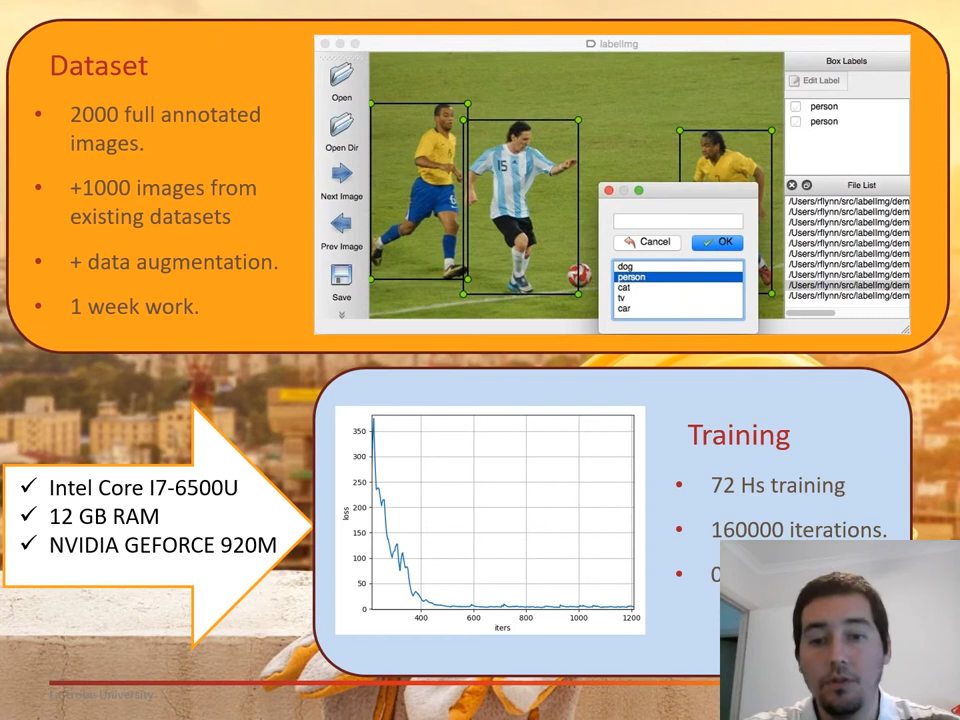 Dataset
• 2000 full annotated
images.
• +1000 images from
existing datasets
• + data augmentation.
• 1 week work.
labelImg
Open
Open Dir
Next Image
Prev Image
Save
15
Box Labels
Edit Label
person
person
File List
/Users/rflynn/src/labelImg/dem
/Users/rflynn/src/labelImg/dem
/Users/rflynn/src/labelImg/dem
/Users/rflynn/src/labelImg/dem
/Users/rflynn/src/labelImg/dem
/Users/rflynn/src/labelImg/dem
/Users/rflynn/src/labelImg/dem
/Users/rflynn/src/labelImg/dem
/Users/rflynn/src/labelImg/dem
/Users/rflynn/src/labelImg/dem
Cancel
OK
dog
person
cat
tv
car
✓ Intel Core I7-6500U
✓ 12 GB RAM
✓ NVIDIA GEFORCE 920M
350
300
250
200
150
100
50
0
loss
400 600 800 1000 1200
iters
Training
• 72 Hs training
• 160000 iterations.
University